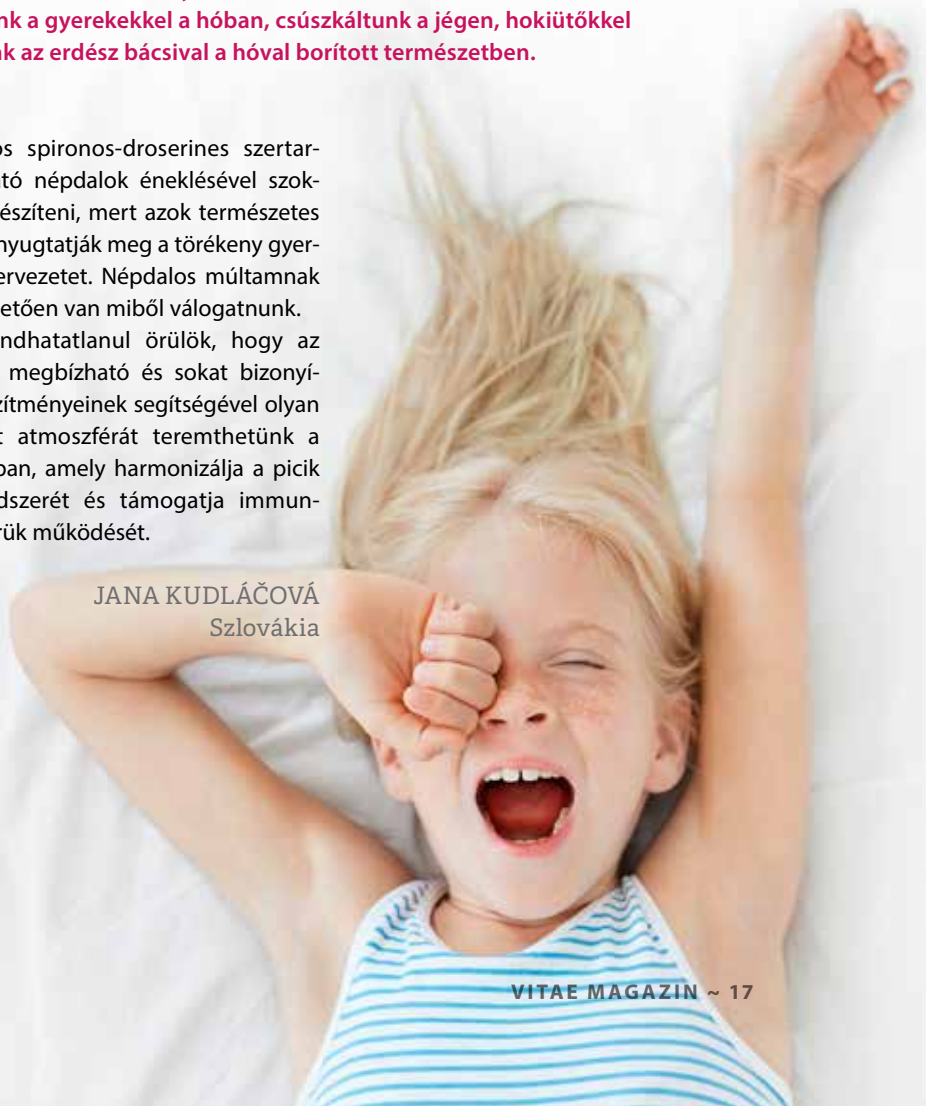 nk a gyerekekkel a hóban, csúszkáltunk a jégen, hokiütőkkel
ak az erdész bácsival a hóval borított természetben.
os spironos-droserines szertar-
ató népdalok éneklésével szok-
észíteni, mert azok természetes
nyugtatják meg a törékeny gyer-
ervezetet. Népdalos múltamnak
etően van miből válogatnunk.
ndhatatlanul örülök, hogy az
megbízható és sokat bizonyí-
zítményeinek segítségével olyan
t atmoszférát teremthetünk a
ban, amely harmonizálja a picik
dszerét és támogatja immun-
rük működését.
JANA KUDLÁČOVÁ
Szlovákia
VITAE MAGAZIN ~ 17